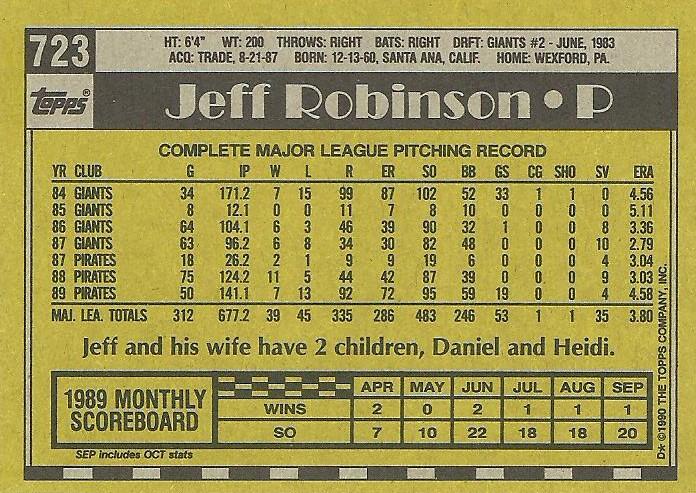 723 HT: 6'4" WT: 200 THROWS: RIGHT BATS: RIGHT DRFT: GIANTS #2 - JUNE, 1983
ACQ: TRADE, 8-21-87 BORN: 12-13-60, SANTA ANA, CALIF. HOME: WEXFORD, PA.
topps® Jeff Robinson • P
COMPLETE MAJOR LEAGUE PITCHING RECORD
YR CLUB G IP W L R ER SO BB GS CG SHO SV ERA
84 GIANTS 34 171.2 7 15 99 87 102 52 33 1 1 0 4.56
85 GIANTS 8 12.1 0 0 11 7 8 10 0 0 0 0 5.11
86 GIANTS 64 104.1 6 3 46 39 90 32 1 0 0 8 3.36
87 GIANTS 63 96.2 6 8 34 30 82 48 0 0 0 10 2.79
87 PIRATES 18 26.2 2 1 9 9 19 6 0 0 0 4 3.04
88 PIRATES 75 124.2 11 5 44 42 87 39 0 0 0 9 3.03
89 PIRATES 50 141.1 7 13 92 72 95 59 19 0 0 4 4.58
MAJ. LEA. TOTALS 312 677.2 39 45 335 286 483 246 53 1 1 35 3.80
Jeff and his wife have 2 children, Daniel and Heidi.
1989 MONTHLY SCOREBOARD
APR MAY JUN JUL AUG SEP
WINS 2 0 2 1 1 1
SO 7 10 22 18 18 20
SEP includes OCT stats
D* ©1990 THE TOPPS COMPANY, INC.